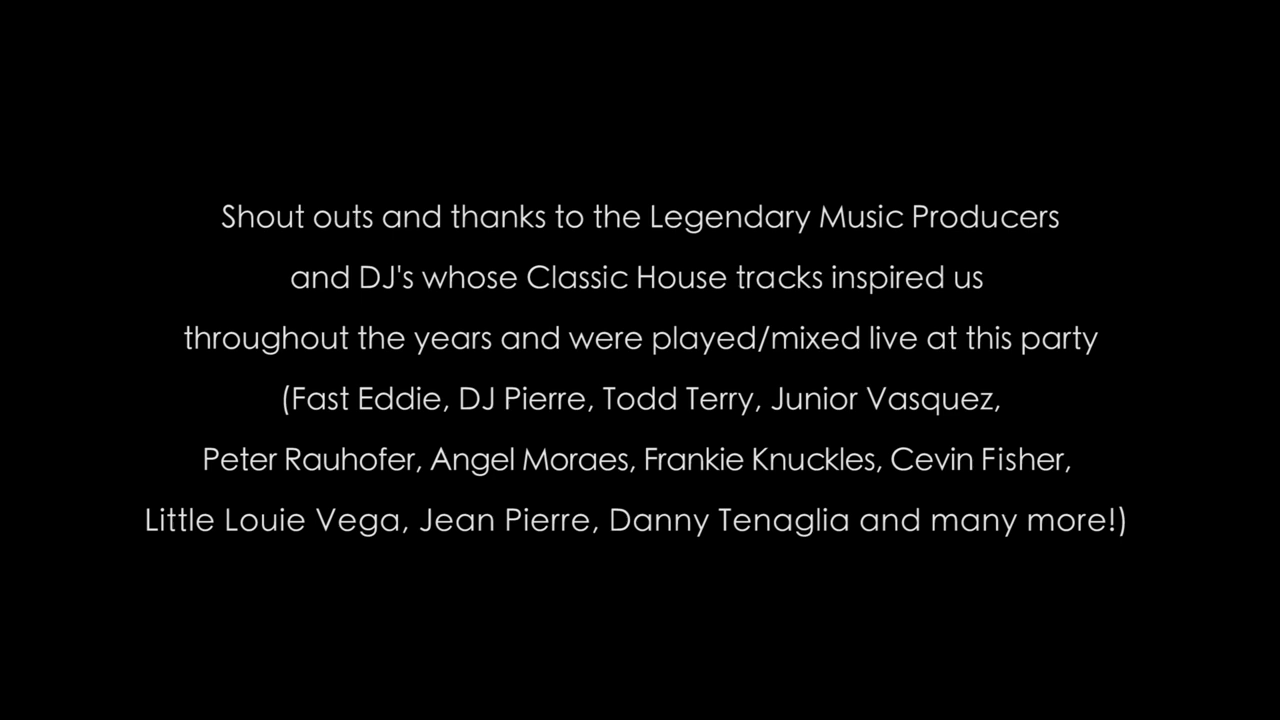 Shout outs and thanks to the Legendary Music Producers
and DJ's whose Classic House tracks inspired us
throughout the years and were played/mixed live at this party
(Fast Eddie, DJ Pierre, Todd Terry, Junior Vasquez,
Peter Rauhofer, Angel Moraes, Frankie Knuckles, Cevin Fisher,
Little Louie Vega, Jean Pierre, Danny Tenaglia and many more!)